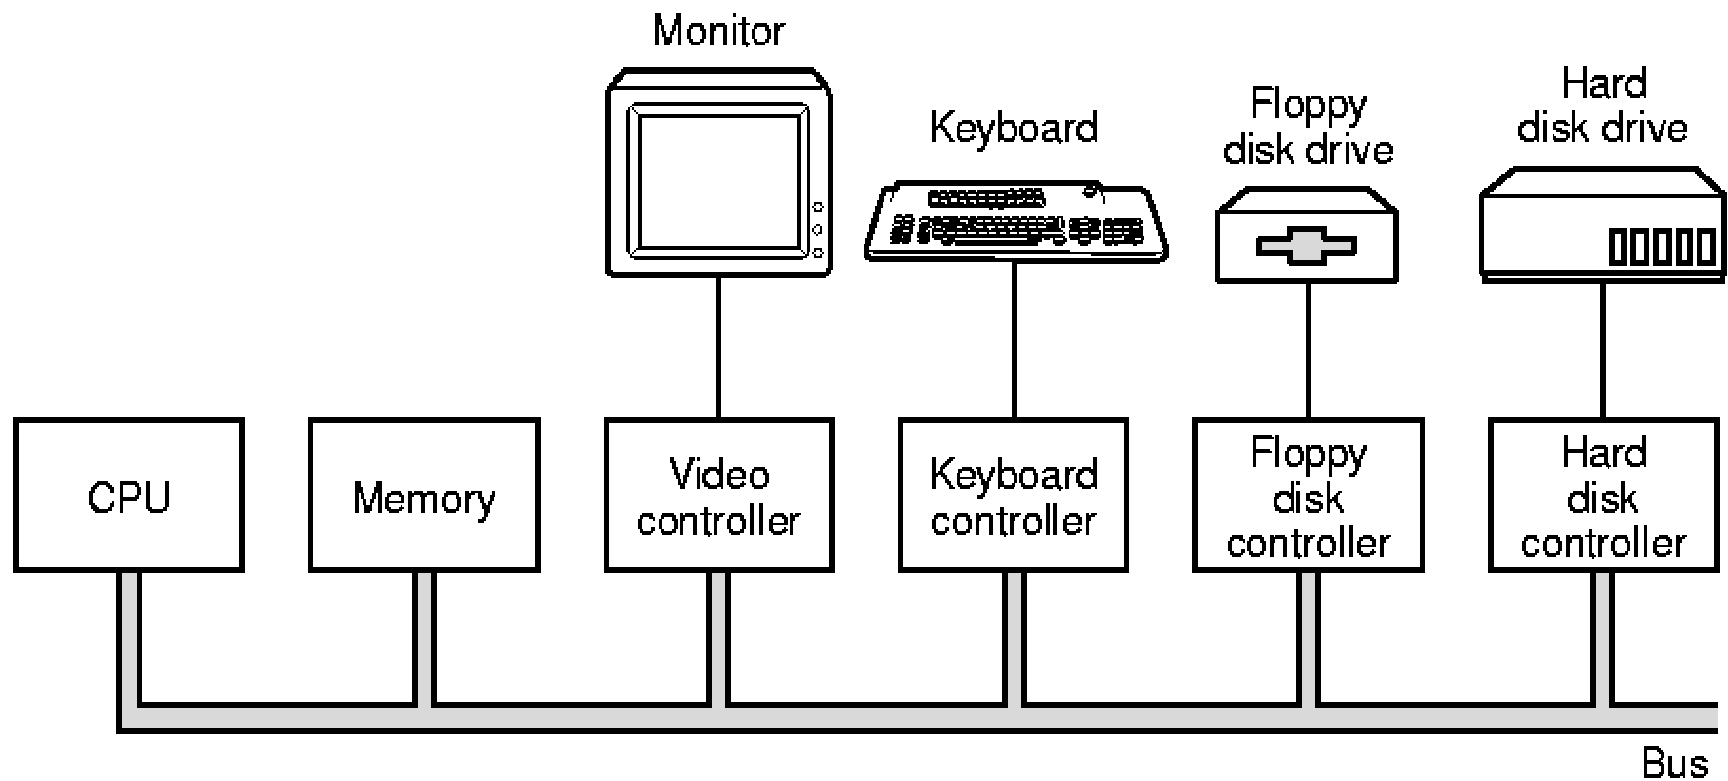 Monitor
Keyboard
Floppy
disk drive
Hard
disk drive
CPU
Memory
Video
controller
Keyboard
controller
Floppy
disk
controller
Hard
disk
controller
Bus